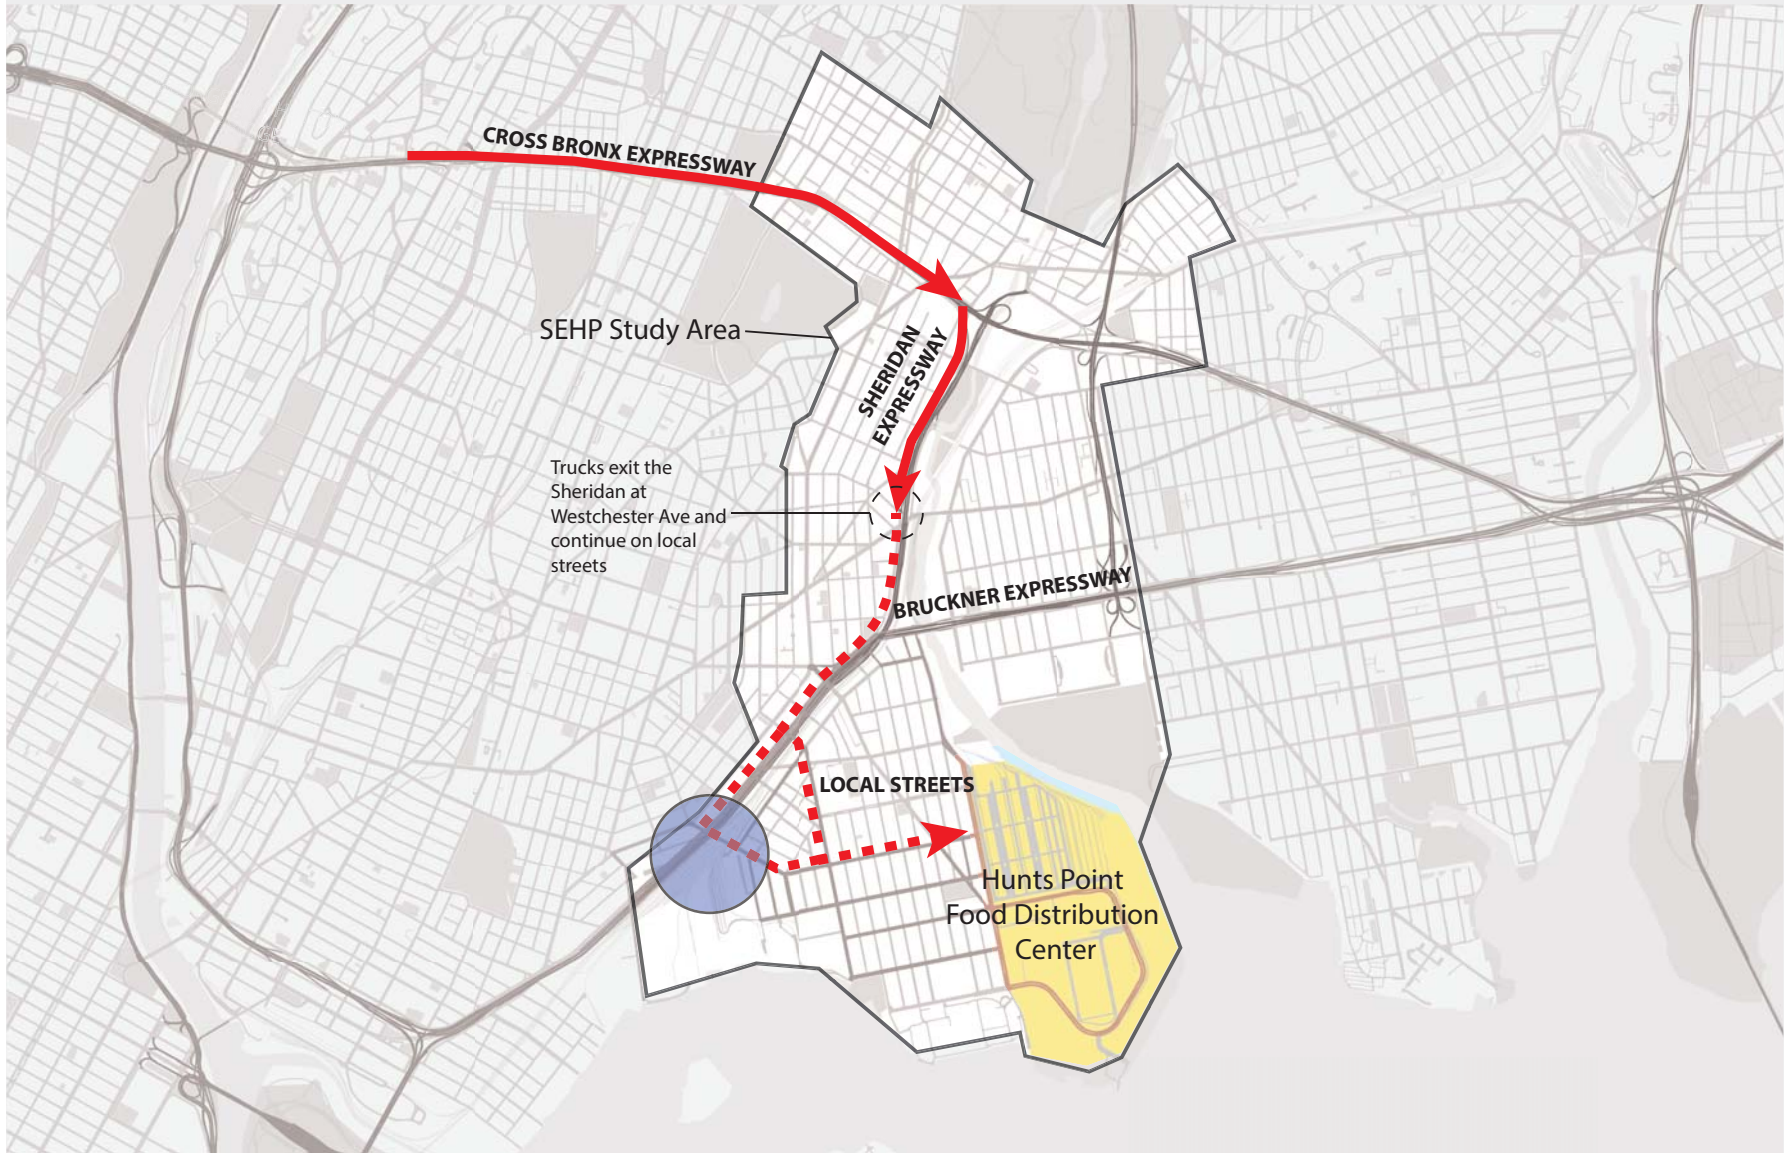 CROSS BRONX EXPRESSWAY
SEHP Study Area
SHERIDAN
EXPRESSWAY
Trucks exit the
Sheridan at
Westchester Ave and
continue on local
streets
BRUCKNER EXPRESSWAY
LOCAL STREETS
Hunts Point
Food Distribution
Center